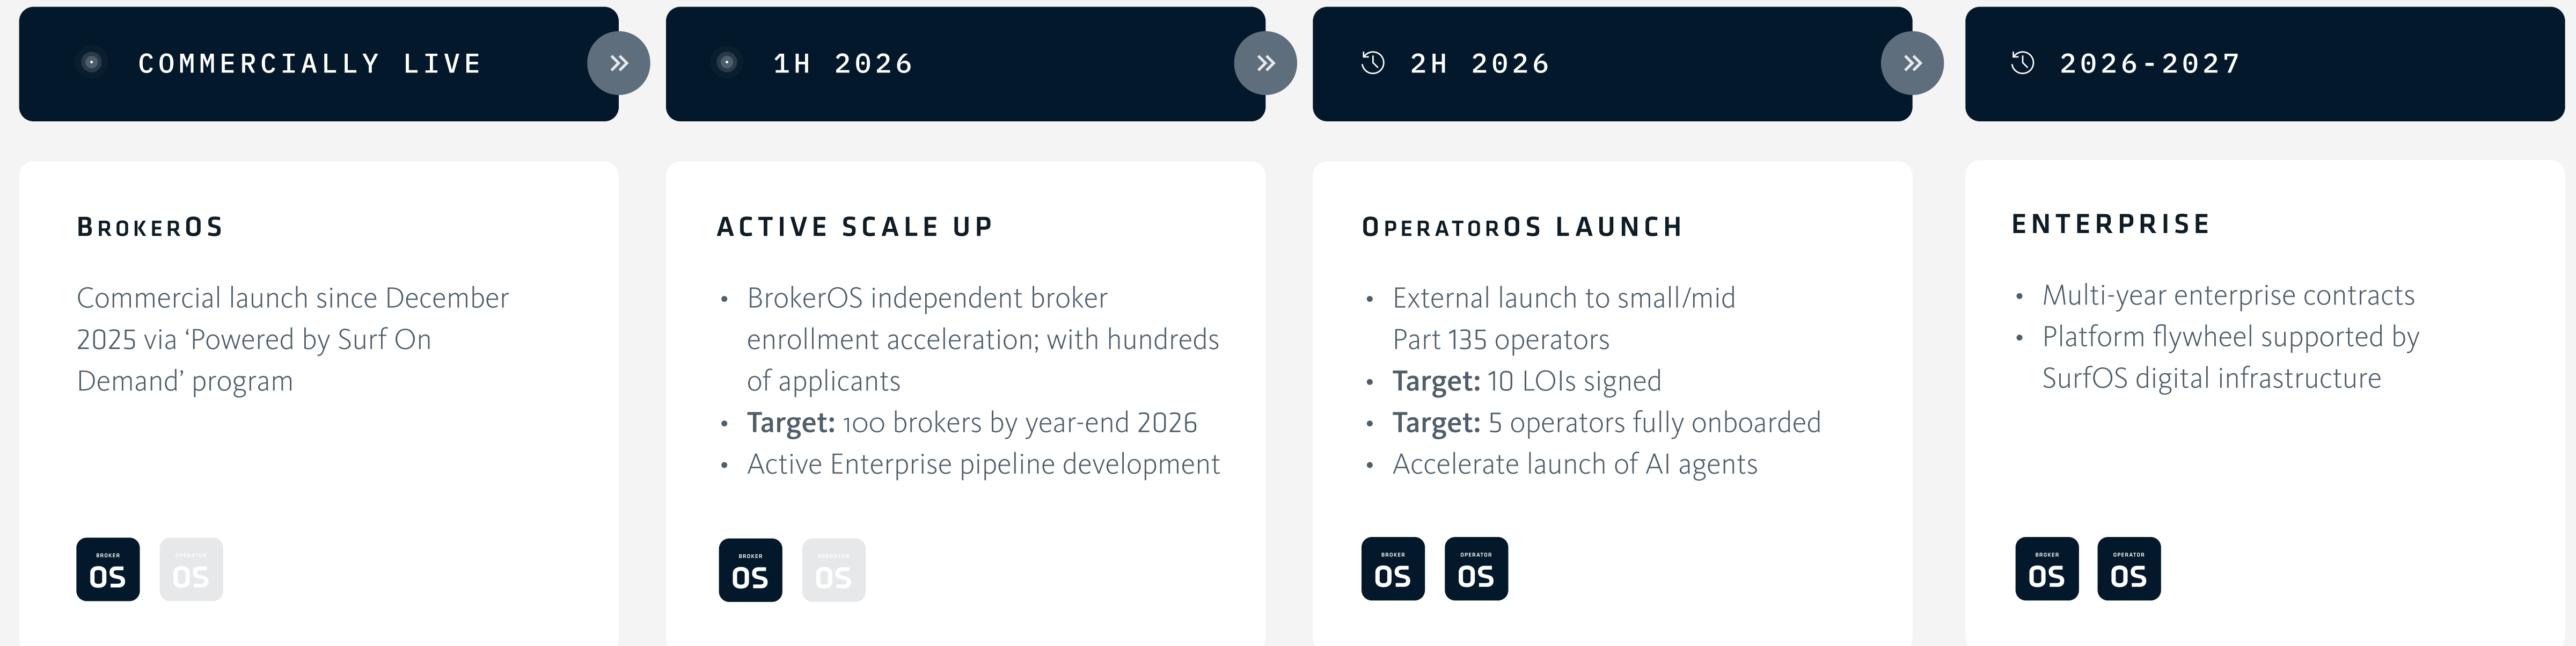 COMMERCIALLY LIVE
1H 2026
2H 2026
2026-2027
BROKEROS
Commercial launch since December
2025 via ‘Powered by Surf On
Demand’ program
BROKER
OS
OPERATOR
OS
ACTIVE SCALE UP
• BrokerOS independent broker
enrollment acceleration; with hundreds
of applicants
• Target: 100 brokers by year-end 2026
• Active Enterprise pipeline development
BROKER
OS
OPERATOR
OS
OPERATOROS LAUNCH
• External launch to small/mid
Part 135 operators
• Target: 10 LOIs signed
• Target: 5 operators fully onboarded
• Accelerate launch of AI agents
BROKER
OS
OPERATOR
OS
ENTERPRISE
• Multi-year enterprise contracts
• Platform flywheel supported by
SurfOS digital infrastructure
BROKER
OS
OPERATOR
OS